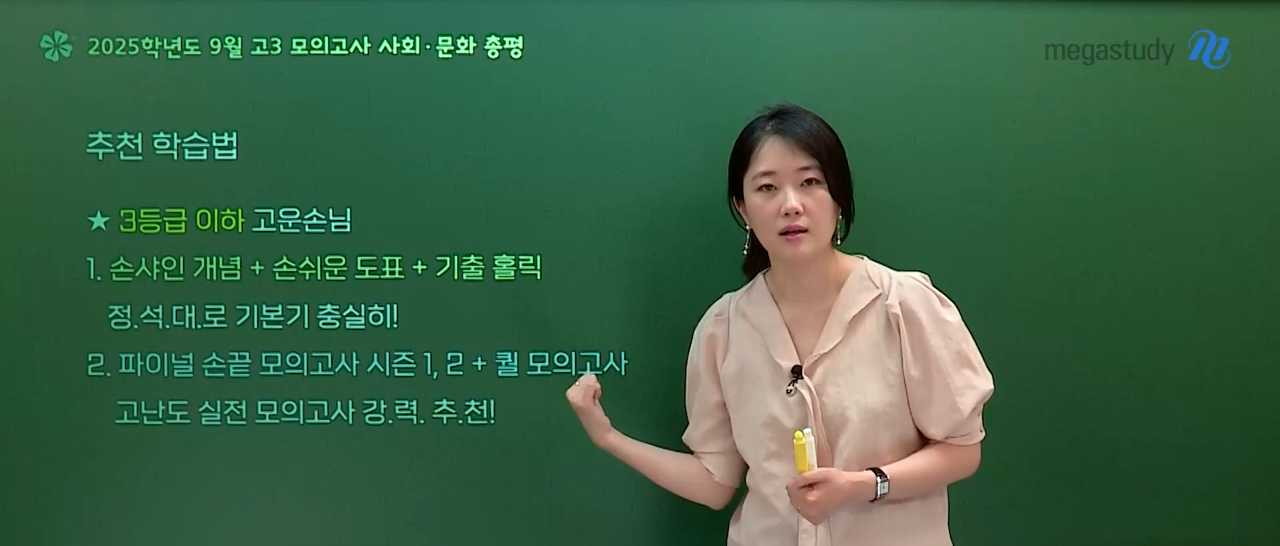 2025학년도 9월 고3 모의고사 사회·문화 총평
megastudy
추천 학습법
★ 3등급 이하 고운손님
1. 손샤인 개념 + 손쉬운 도표 + 기출 홀릭
정.석.대.로 기본기 충실히!
2. 파이널 손끝 모의고사 시즌 1, 2 + 퀄 모의고사
고난도 실전 모의고사 강.력. 추.천!